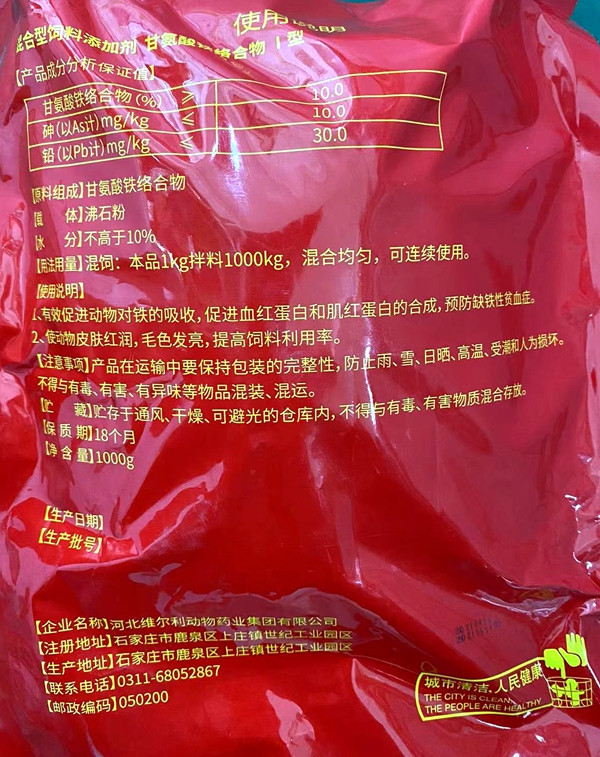 使用说明
混合型饲料添加剂 甘氨酸铁络合物 I 型
【产品成分分析保证值】
甘氨酸铁络合物(%) ≥ 10.0
砷(以As计)mg/kg ≤ 10.0
铅(以Pb计)mg/kg ≤ 30.0
【原料组成】甘氨酸铁络合物
【载 体】沸石粉
【水 分】不高于10%
【用法用量】混饲：本品1kg拌料1000kg，混合均匀，可连续使用。
【使用说明】
1、有效促进动物对铁的吸收，促进血红蛋白和肌红蛋白的合成，预防缺铁性贫血症。
2、使动物皮肤红润，毛色发亮，提高饲料利用率。
【注意事项】产品在运输中要保持包装的完整性，防止雨、雪、日晒、高温、受潮和人为损坏。
不得与有毒、有害、有异味等物品混装、混运。
【贮 藏】贮存于通风、干燥、可避光的仓库内，不得与有毒、有害物质混合存放。
【保 质 期】18个月
【净 含 量】1000g
【生产日期】
【生产批号】
【企业名称】河北维尔利动物药业集团有限公司
【注册地址】石家庄市鹿泉区上庄镇世纪工业园区
【生产地址】石家庄市鹿泉区上庄镇世纪工业园区
【联系电话】0311-68052867
【邮政编码】050200
城市清洁.人民健康
THE CITY IS CLEAN
THE PEOPLE ARE HEALTHY